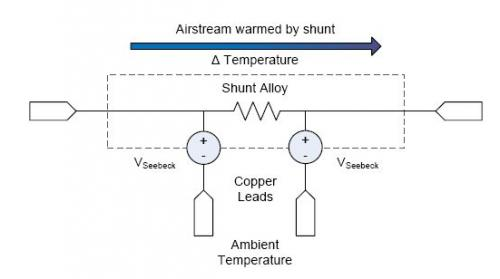 Airstream warmed by shunt
Δ Temperature
Shunt Alloy
+
-
+
-
VSeebeck
VSeebeck
Copper
Leads
Ambient
Temperature